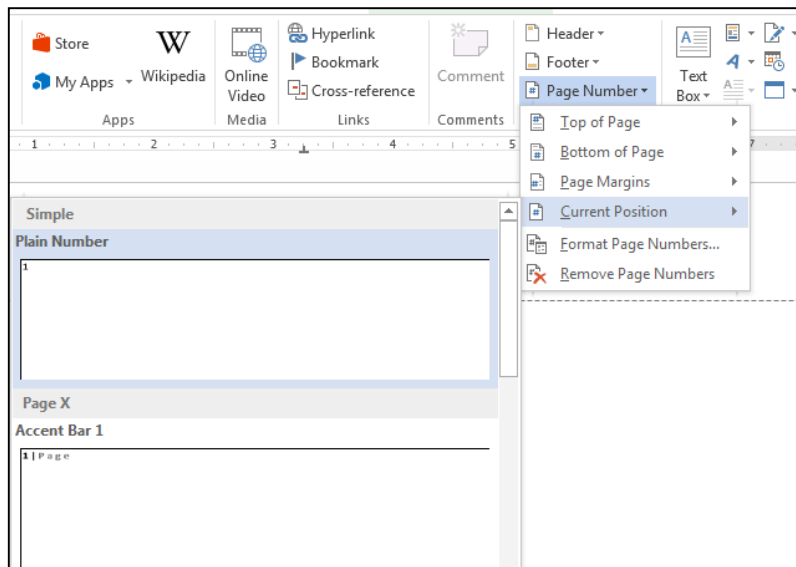 Store
My Apps
W
Wikipedia
Apps
Online
Video
Media
Hyperlink
Bookmark
Cross-reference
Links
Comment
Comments
Header
Footer
# Page Number
A
Text
Box
A
A
1 2 3 4 5 7
Top of Page
Bottom of Page
Page Margins
Current Position
Format Page Numbers...
Remove Page Numbers
Simple
Plain Number
1
Page X
Accent Bar 1
1 | Page